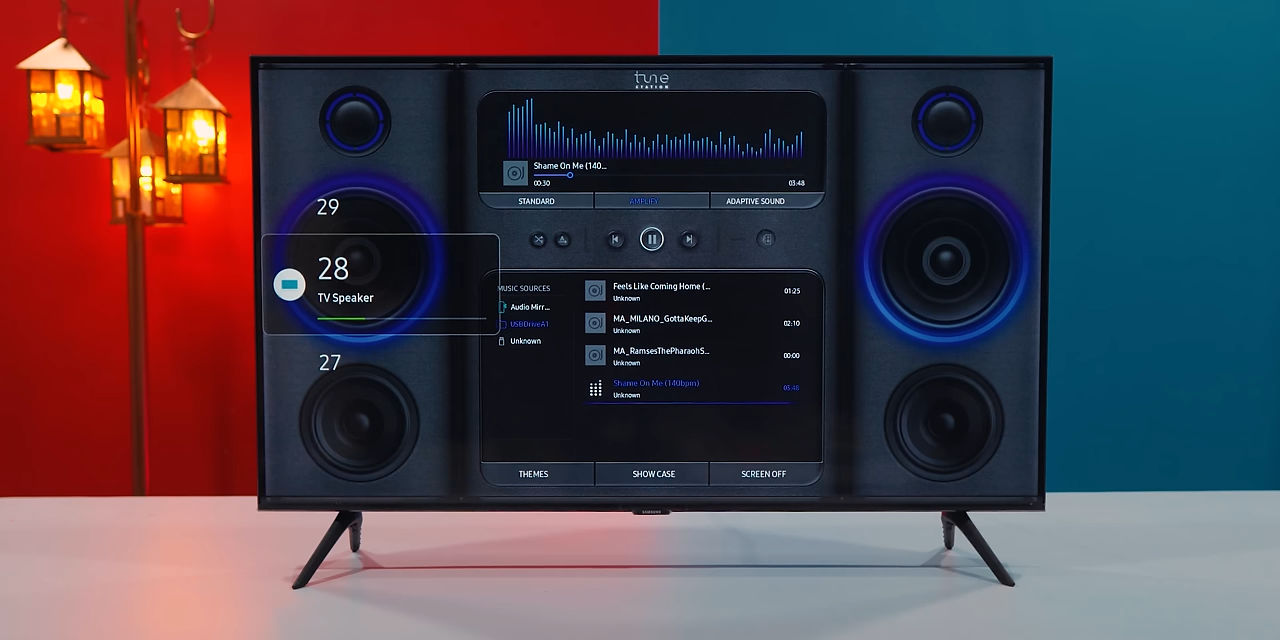 tune
STATION
Shame On Me (140...
00:30
03:48
STANDARD
AMPLIFY
ADAPTIVE SOUND
29
28
TV Speaker
27
MUSIC SOURCES
Audio Mirr...
USBDriveA1
Unknown
Feels Like Coming Home (...
Unknown
01:25
MA_MILANO_GottaKeepG...
Unknown
02:10
MA_RamsesThePharaohS...
Unknown
00:00
Shame On Me (140bpm)
Unknown
03:48
THEMES
SHOW CASE
SCREEN OFF
SAMSUNG